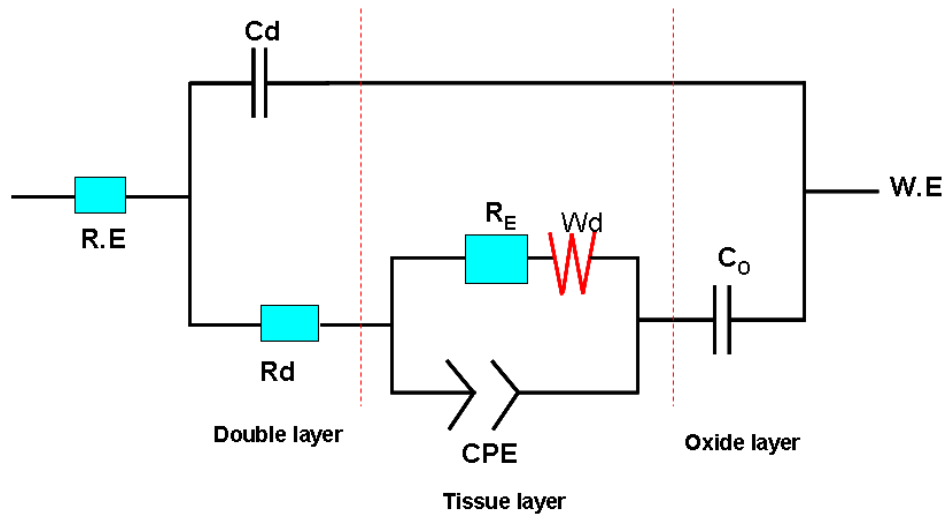 Cd
W.E
R.E
RE
Wd
Co
Rd
Double layer
CPE
Oxide layer
Tissue layer